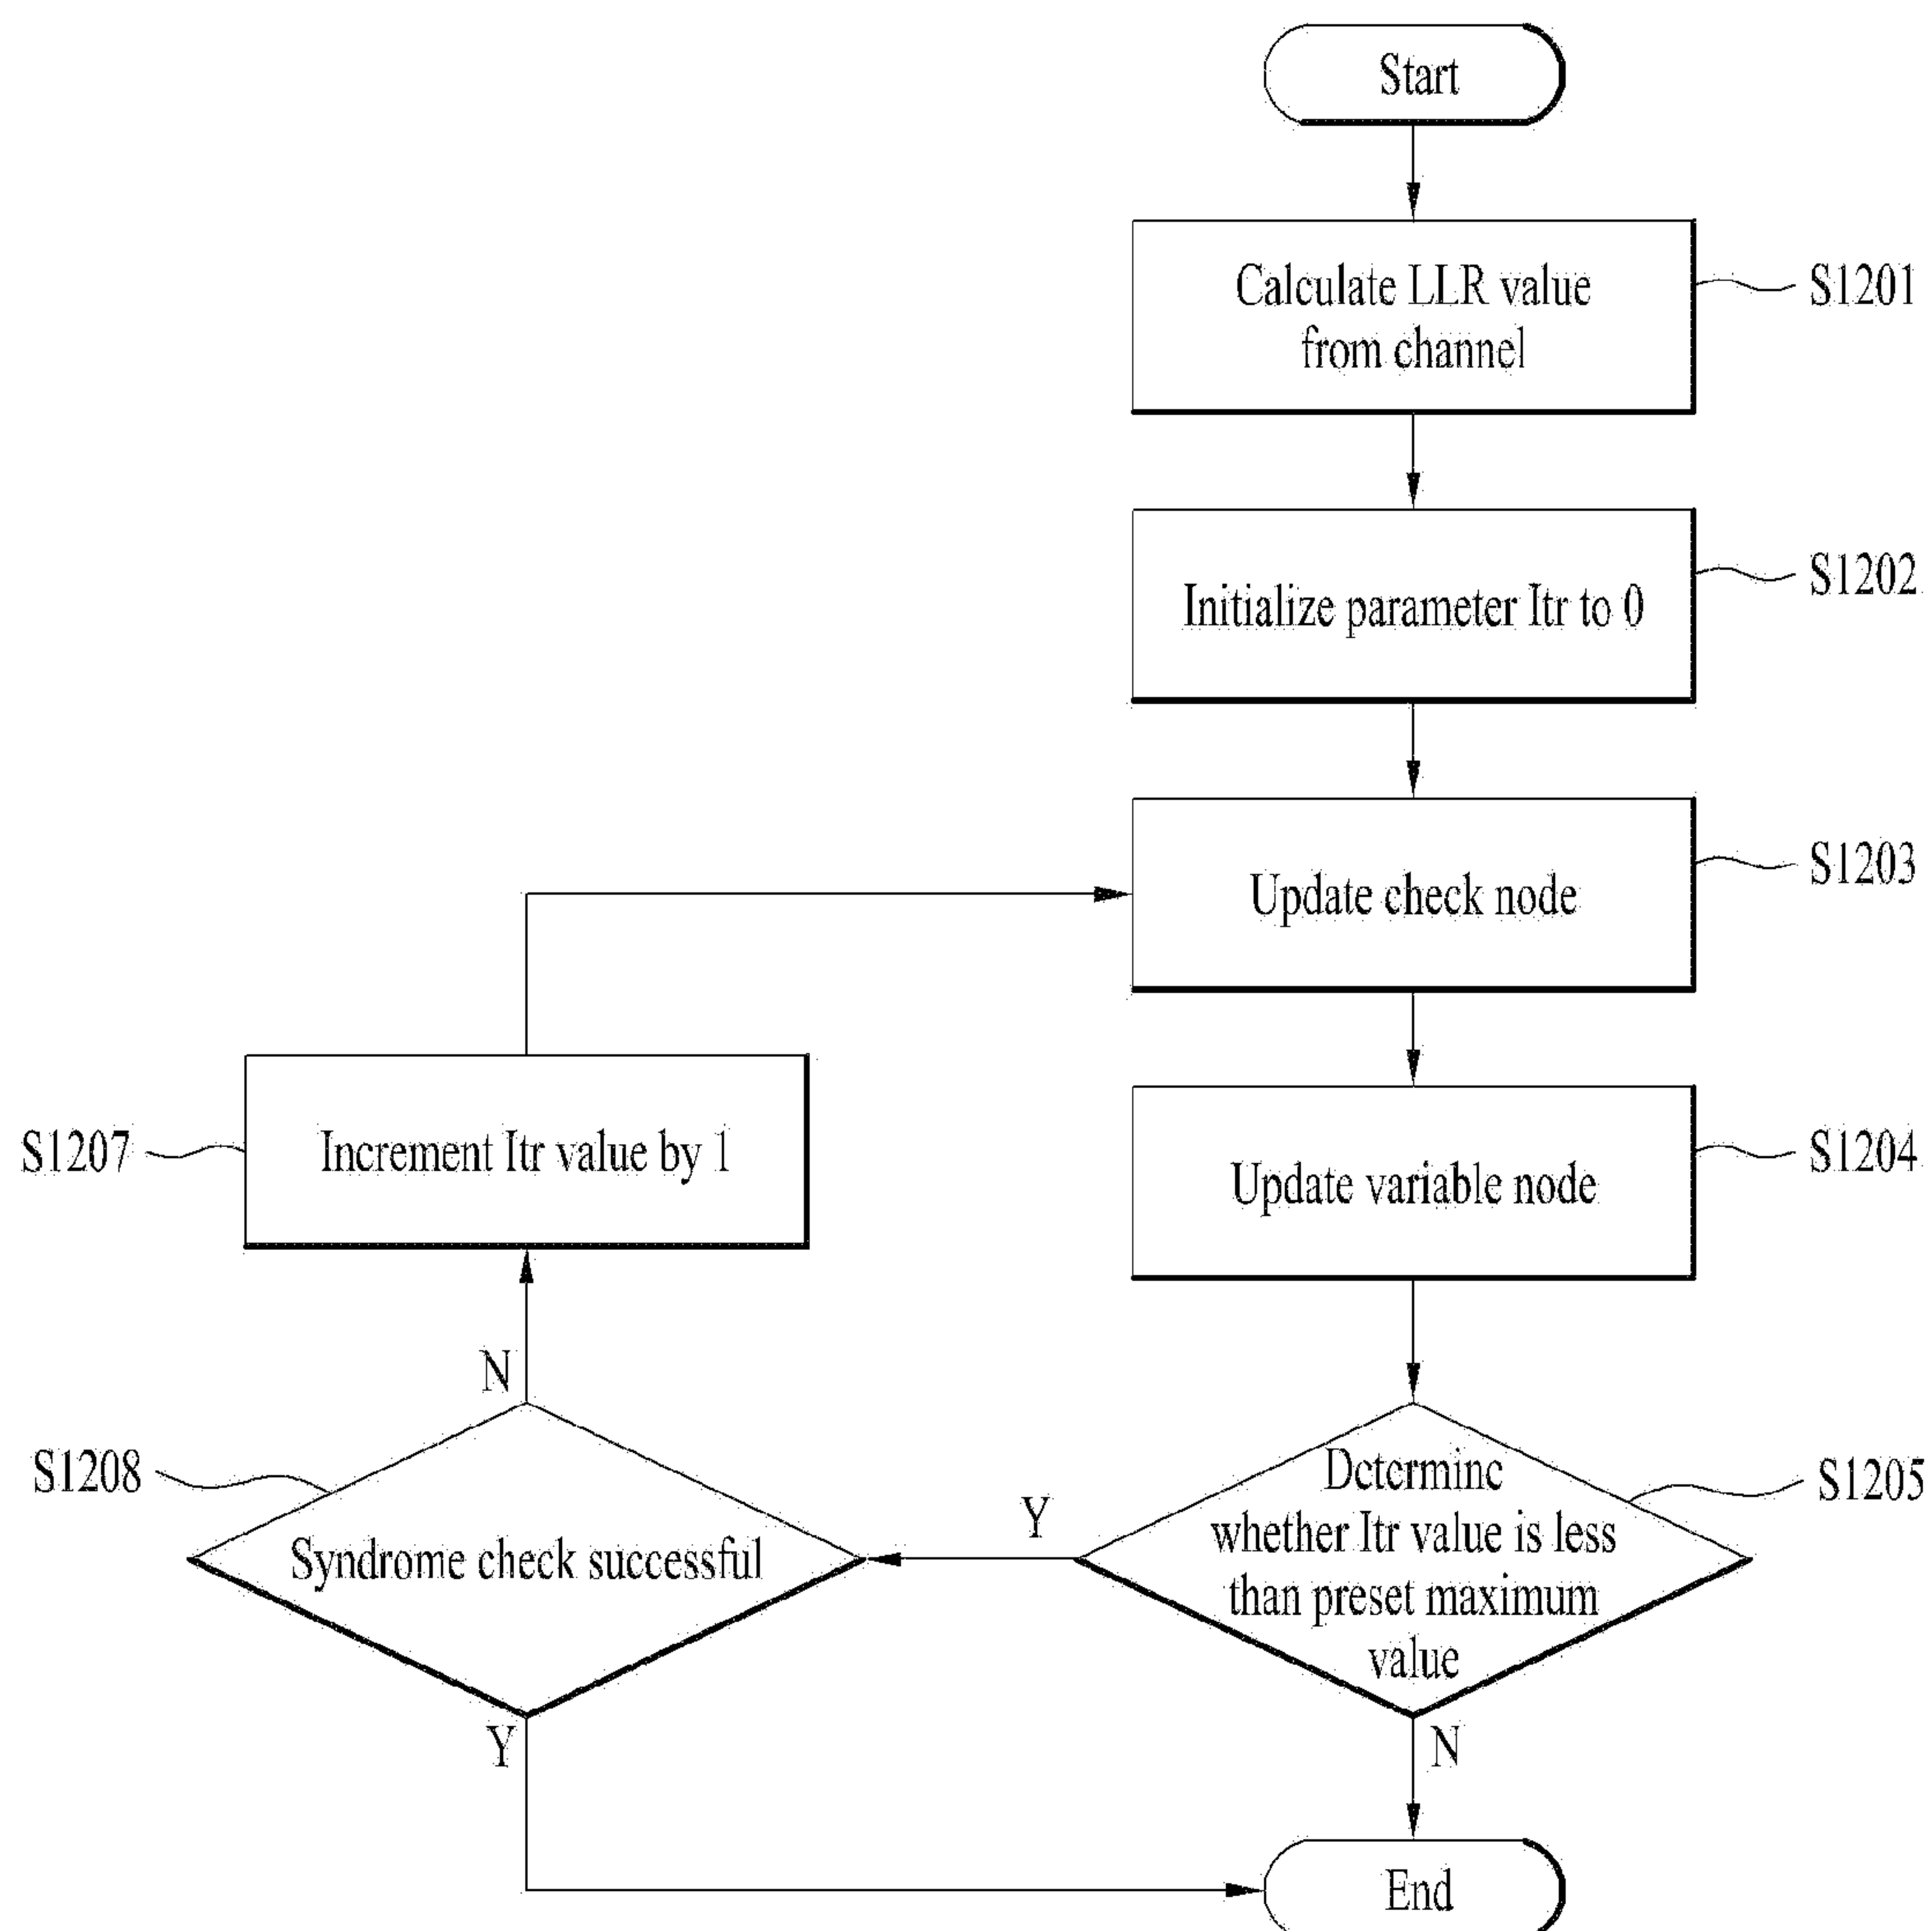 Start
Calculate LLR value
from channel
S1201
Initialize parameter Itr to 0
S1202
Update check node
S1203
Update variable node
S1204
Determine
whether Itr value is less
than preset maximum
value
S1205
Y
N
Syndrome check successful
S1208
N
Y
Increment Itr value by 1
S1207
End